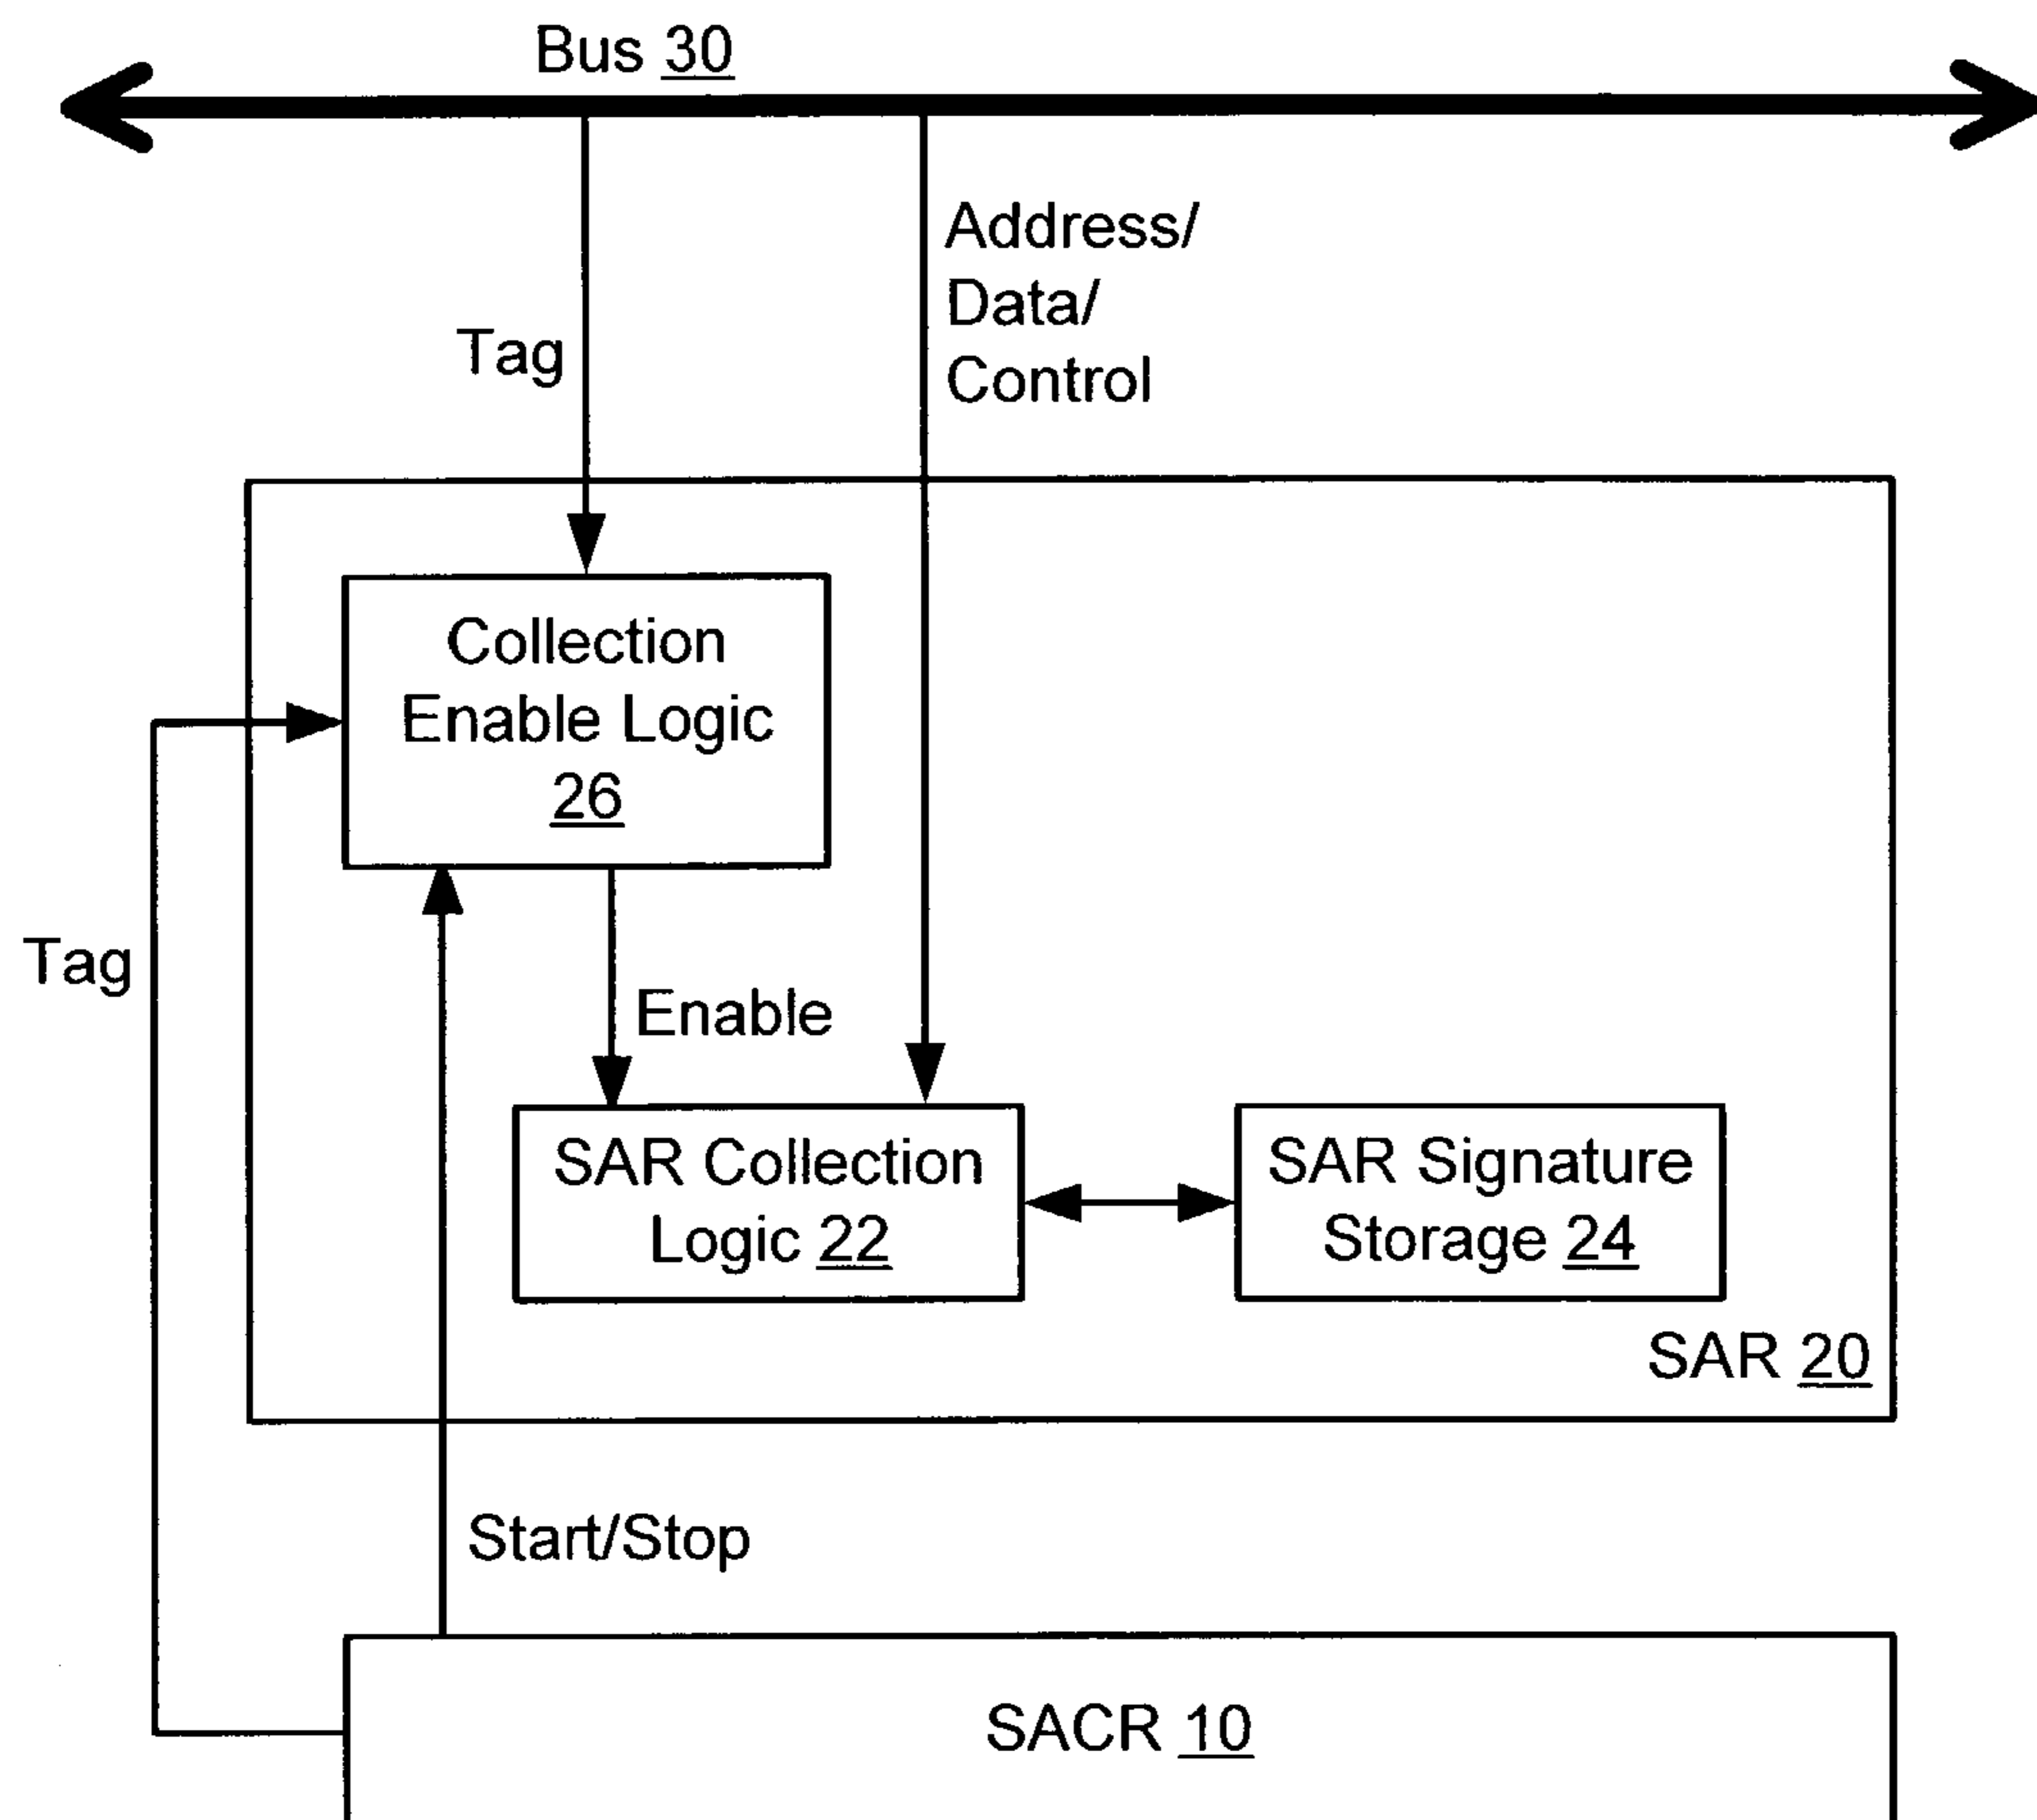 Bus 30
Address/
Data/
Control
Tag
Collection
Enable Logic
26
Tag
Enable
SAR Collection
Logic 22
SAR Signature
Storage 24
SAR 20
Start/Stop
SACR 10